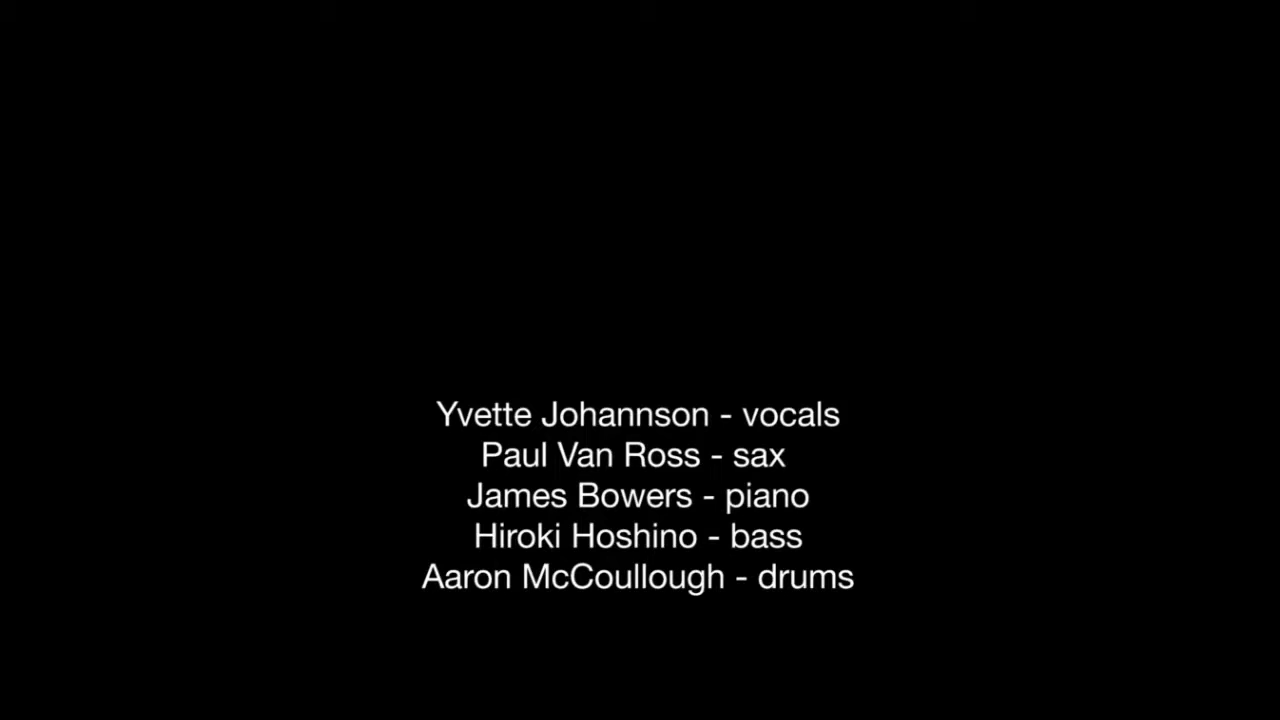 Yvette Johannson - vocals
Paul Van Ross - sax
James Bowers - piano
Hiroki Hoshino - bass
Aaron McCoullough - drums